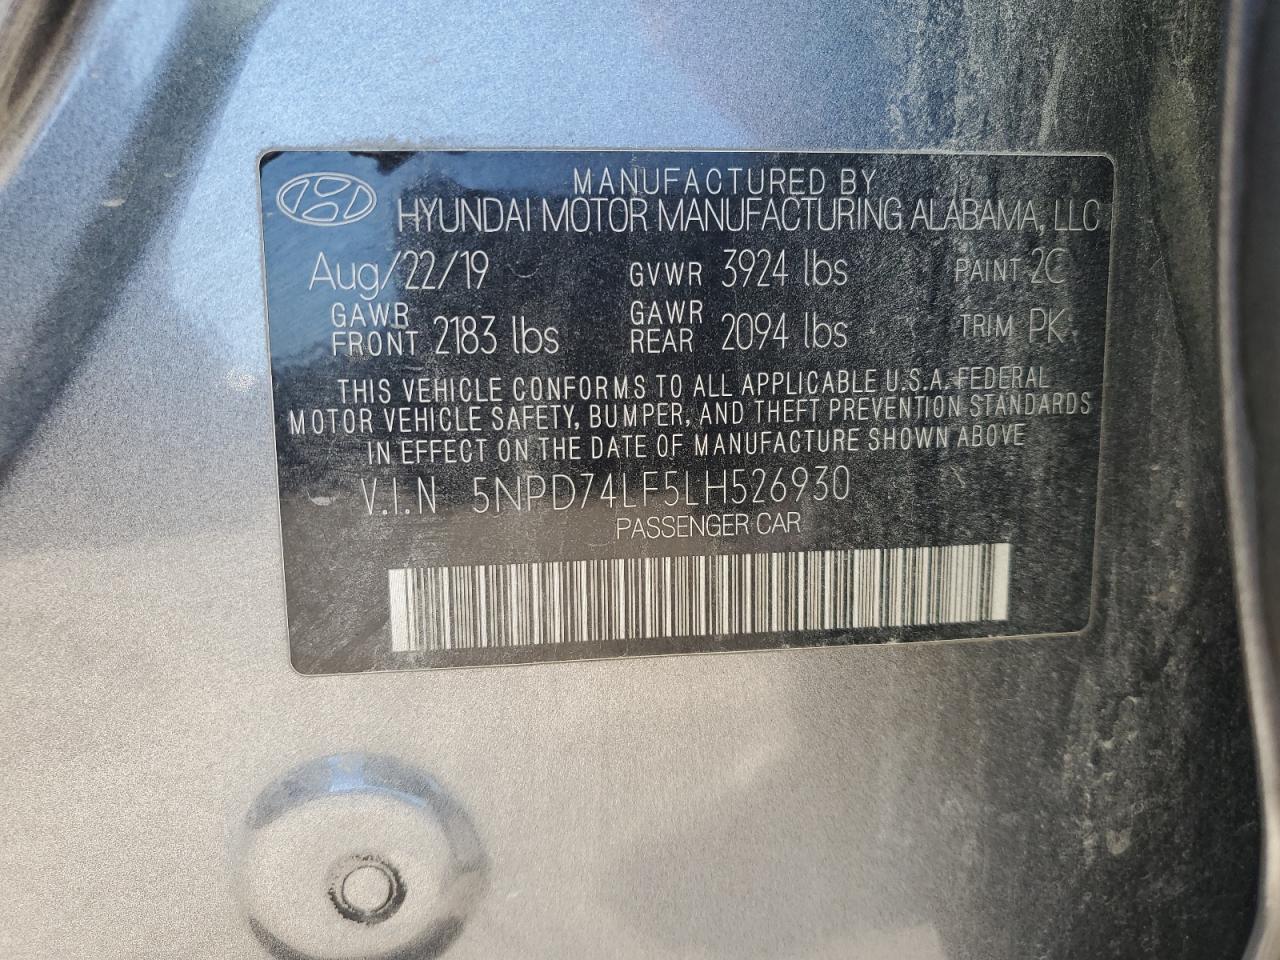 MANUFACTURED BY
HYUNDAI MOTOR MANUFACTURING ALABAMA, LLC
Aug/22/19 GVWR 3924 lbs PAINT 2C
GAWR FRONT 2183 lbs GAWR REAR 2094 lbs TRIM PK
THIS VEHICLE CONFORMS TO ALL APPLICABLE U.S.A. FEDERAL
MOTOR VEHICLE SAFETY, BUMPER, AND THEFT PREVENTION STANDARDS
IN EFFECT ON THE DATE OF MANUFACTURE SHOWN ABOVE
V.I.N 5NPD74LF5LH526930
PASSENGER CAR